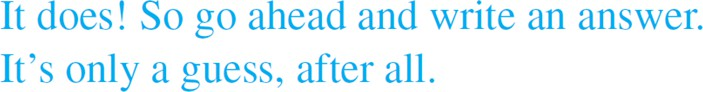 It does! So go ahead and write an answer.
It’s only a guess, after all.